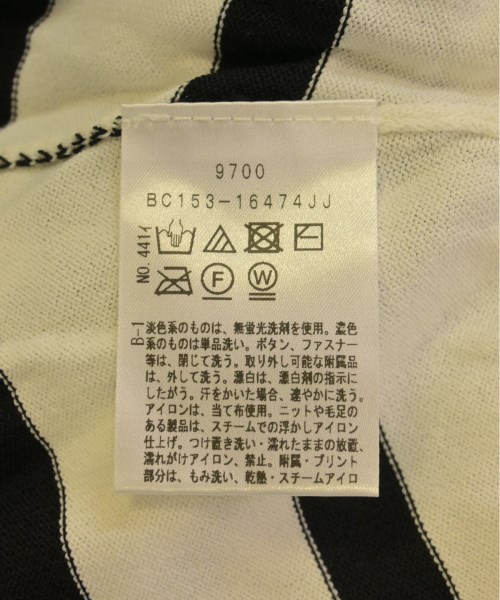 9700
BC153-16474JJ
NO.4414
F
W
B-1
淡色系のものは、無蛍光洗剤を使用。濃色
系のものは単品洗い。ボタン、ファスナー
等は、閉じて洗う。取り外し可能な附属品
は、外して洗う。漂白は、漂白剤の指示に
したがう。汗をかいた場合、速やかに洗う。
アイロンは、当て布使用。ニットや毛足の
ある製品は、スチームでの浮かしアイロン
仕上げ。つけ置き洗い・濡れたままの放置、
濡れがけアイロン、禁止。附属・プリント
部分は、もみ洗い、乾熱・スチームアイロ